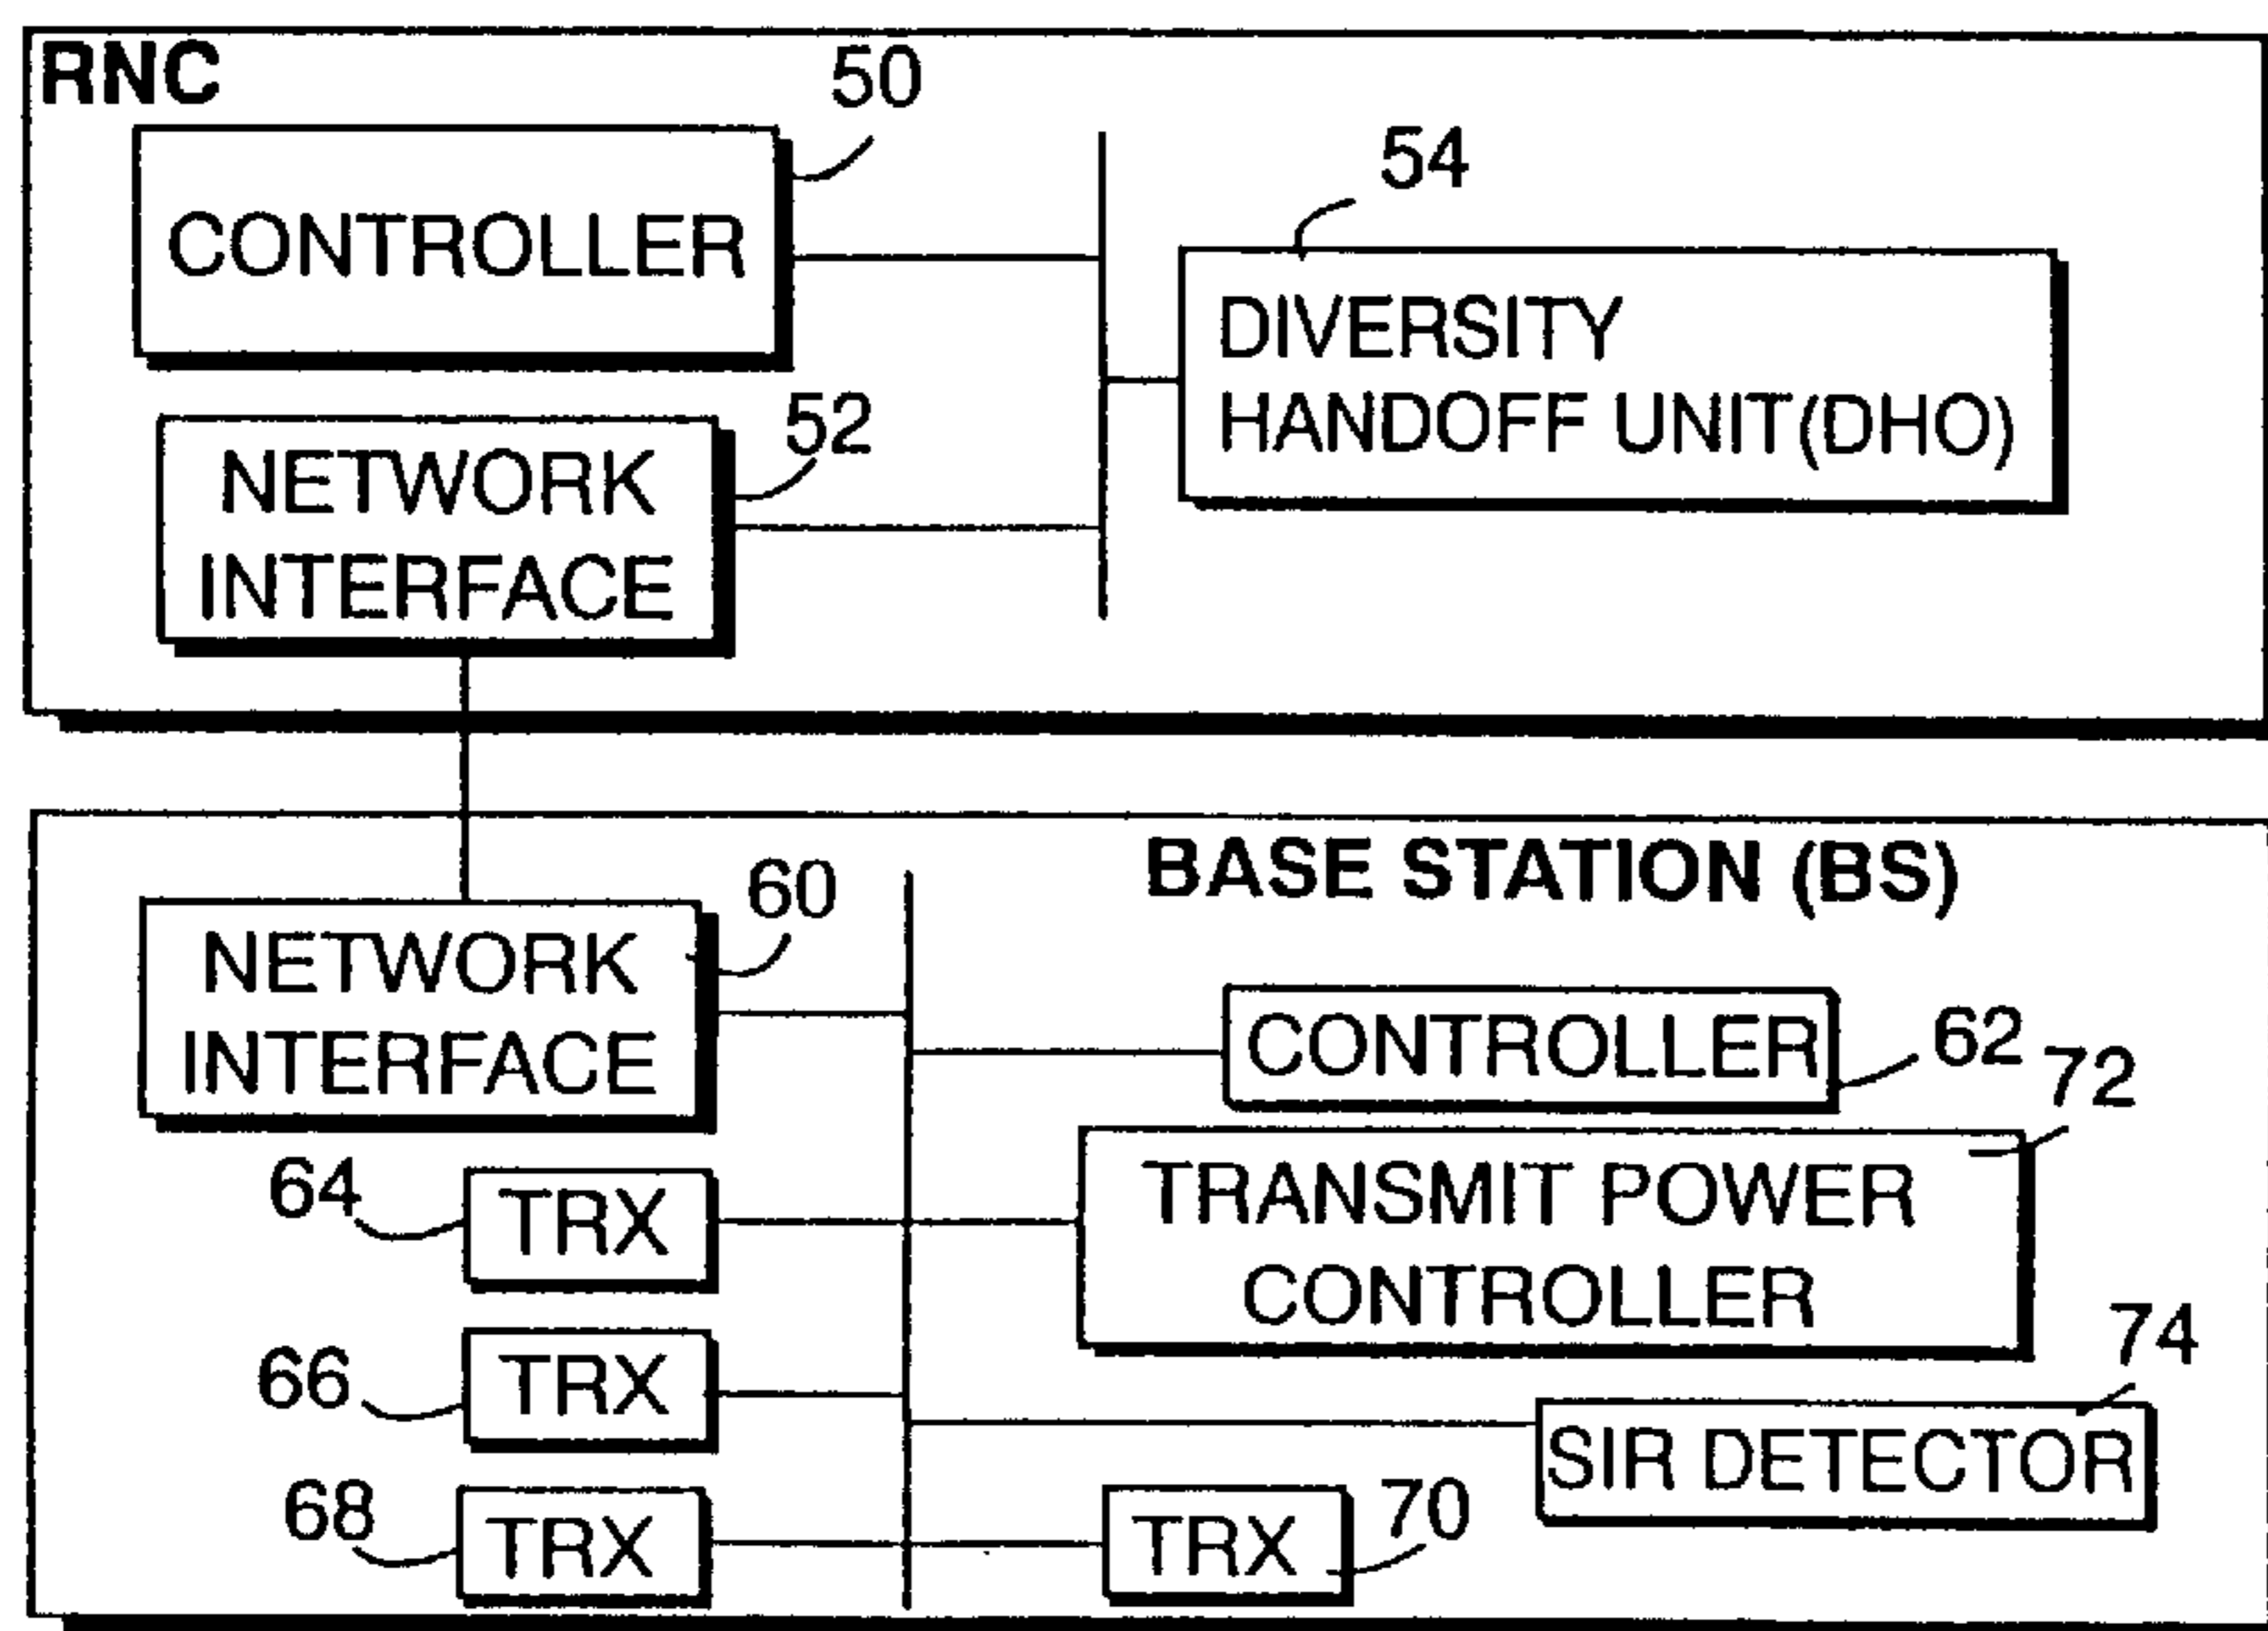 RNC
50
CONTROLLER
54
DIVERSITY
HANDOFF UNIT(DHO)
52
NETWORK
INTERFACE
BASE STATION (BS)
60
NETWORK
INTERFACE
CONTROLLER
62
72
64
TRX
TRANSMIT POWER
CONTROLLER
74
66
TRX
SIR DETECTOR
68
TRX
TRX
70